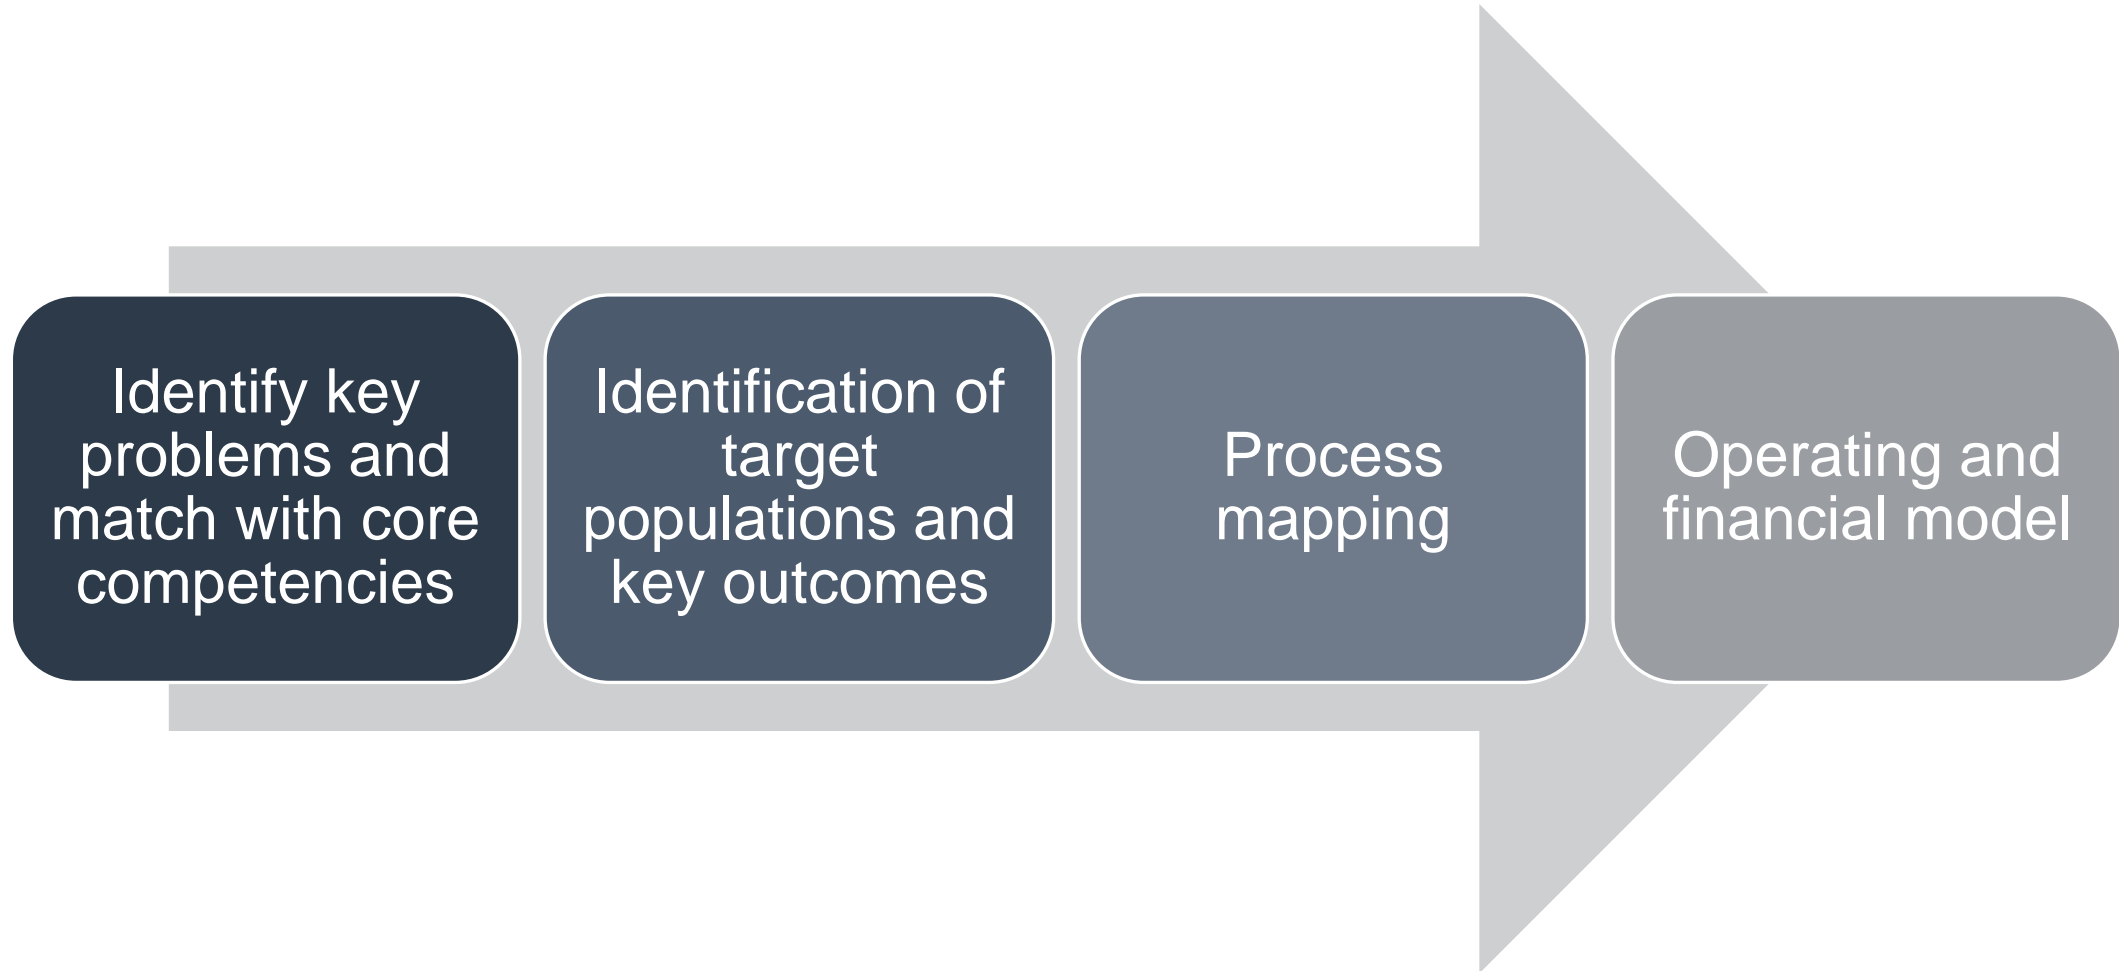 Identify key
problems and
match with core
competencies
Identification of
target
populations and
key outcomes
Process
mapping
Operating and
financial model